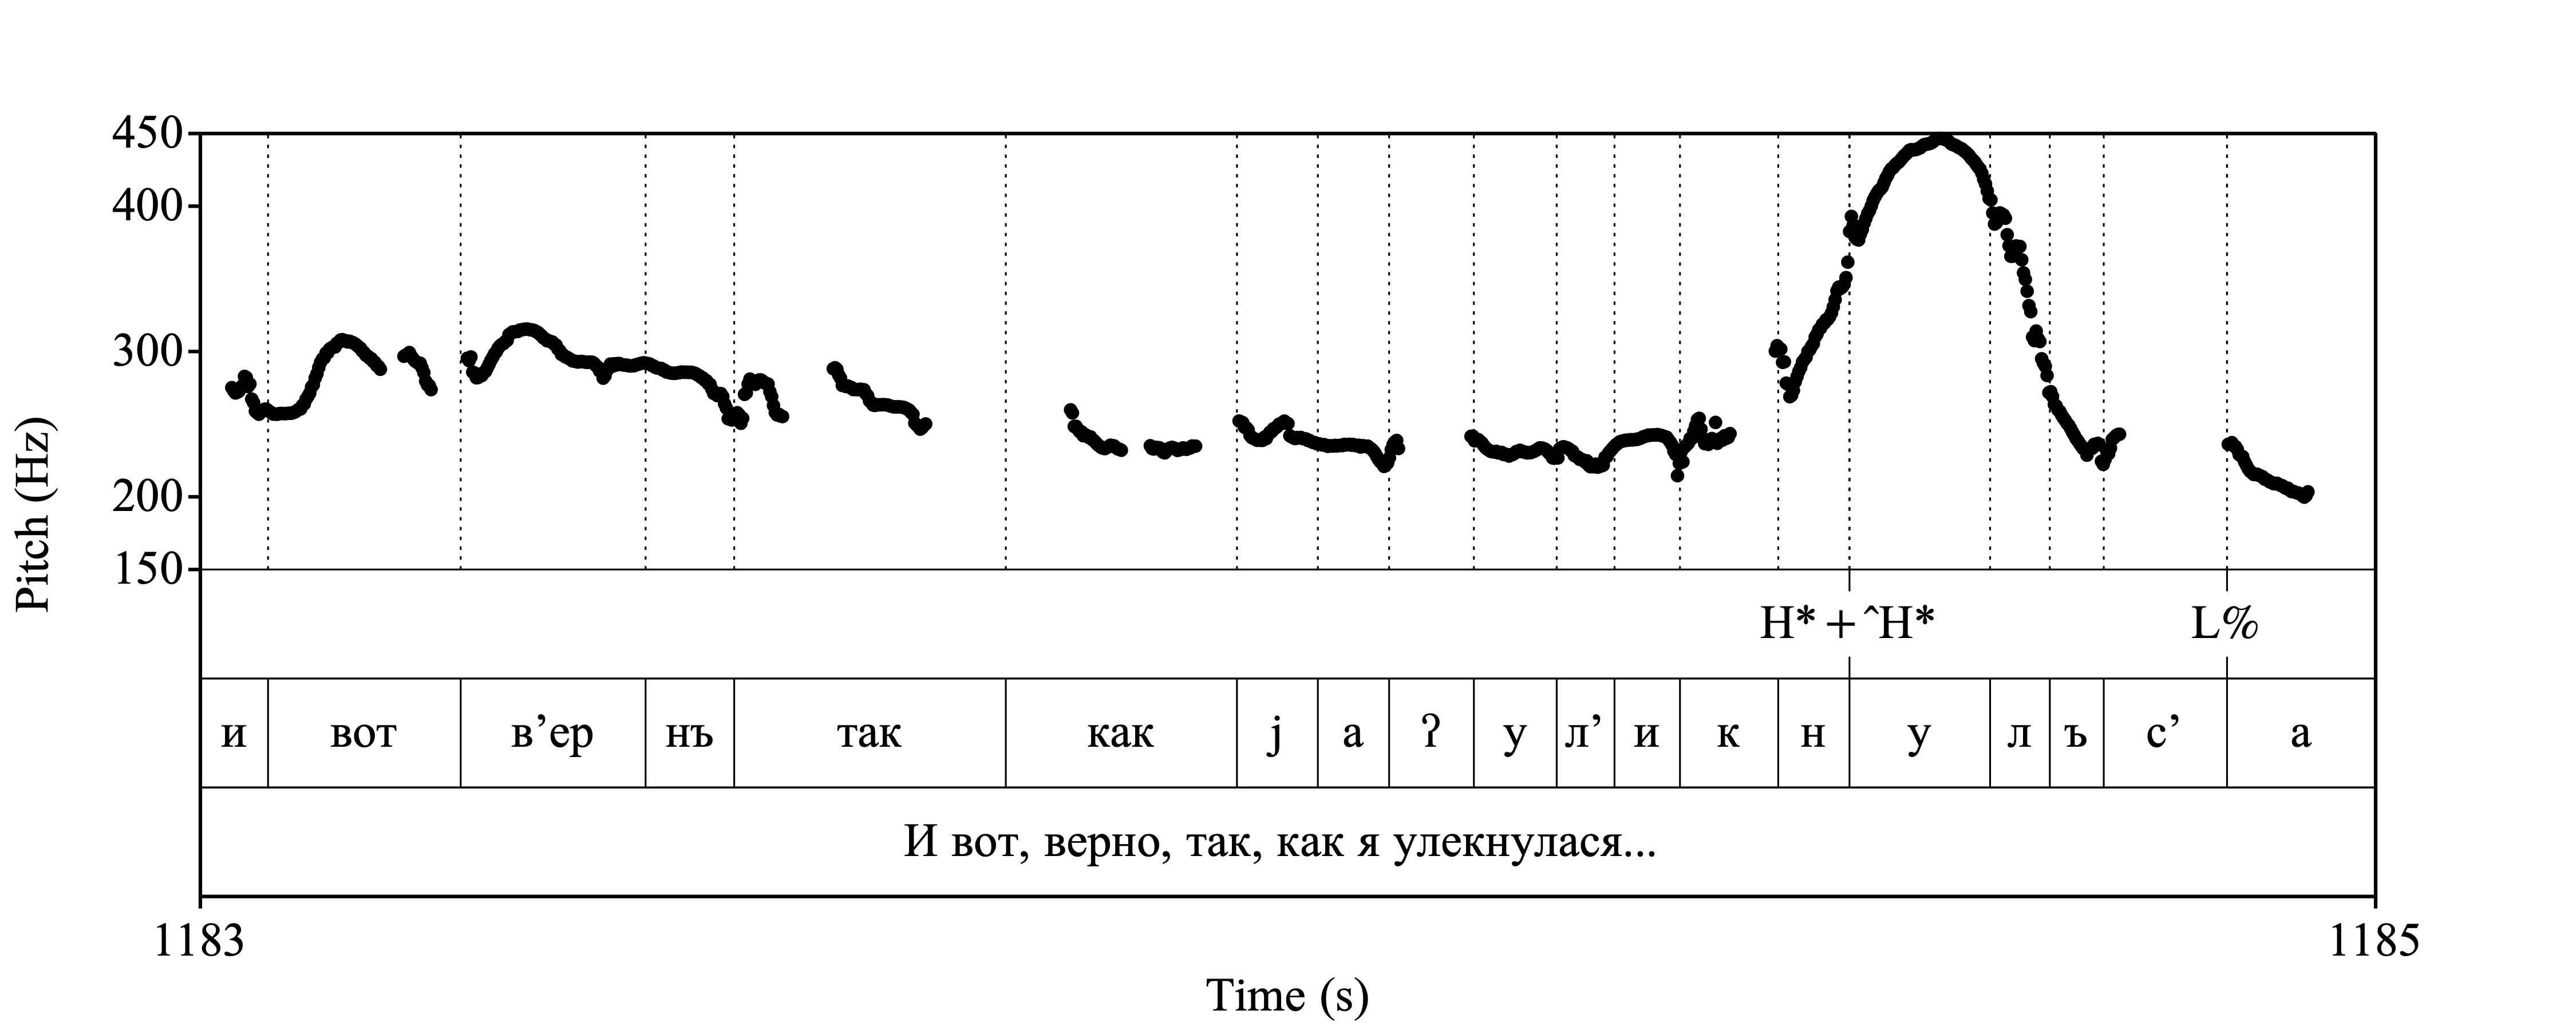 450
400
300
200
150
Pitch (Hz)
H* + ˆH* L%
и вот в’ер нъ так как j а ʔ у л’ и к н у л ъ с’ а
И вот, верно, так, как я улекнулася...
1183 1185
Time (s)